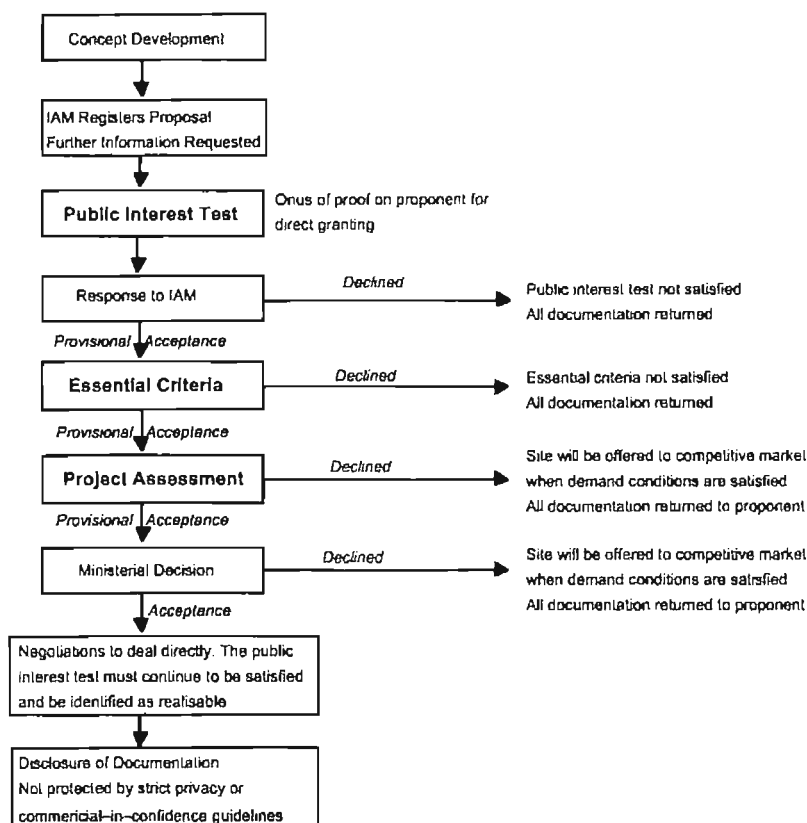 Concept Development
IAM Registers Proposal
Further Information Requested
Public Interest Test
Onus of proof on proponent for
direct granting
Response to IAM
Declined
Public interest test not satisfied
All documentation returned
Provisional Acceptance
Essential Criteria
Declined
Essential criteria not satisfied
All documentation returned
Provisional Acceptance
Project Assessment
Declined
Site will be offered to competitive market
when demand conditions are satisfied
All documentation returned to proponent
Provisional Acceptance
Ministerial Decision
Declined
Site will be offered to competitive market
when demand conditions are satisfied
All documentation returned to proponent
Acceptance
Negotiations to deal directly. The public
interest test must continue to be satisfied
and be identified as realisable
Disclosure of Documentation
Not protected by strict privacy or
commericial-in-confidence guidelines